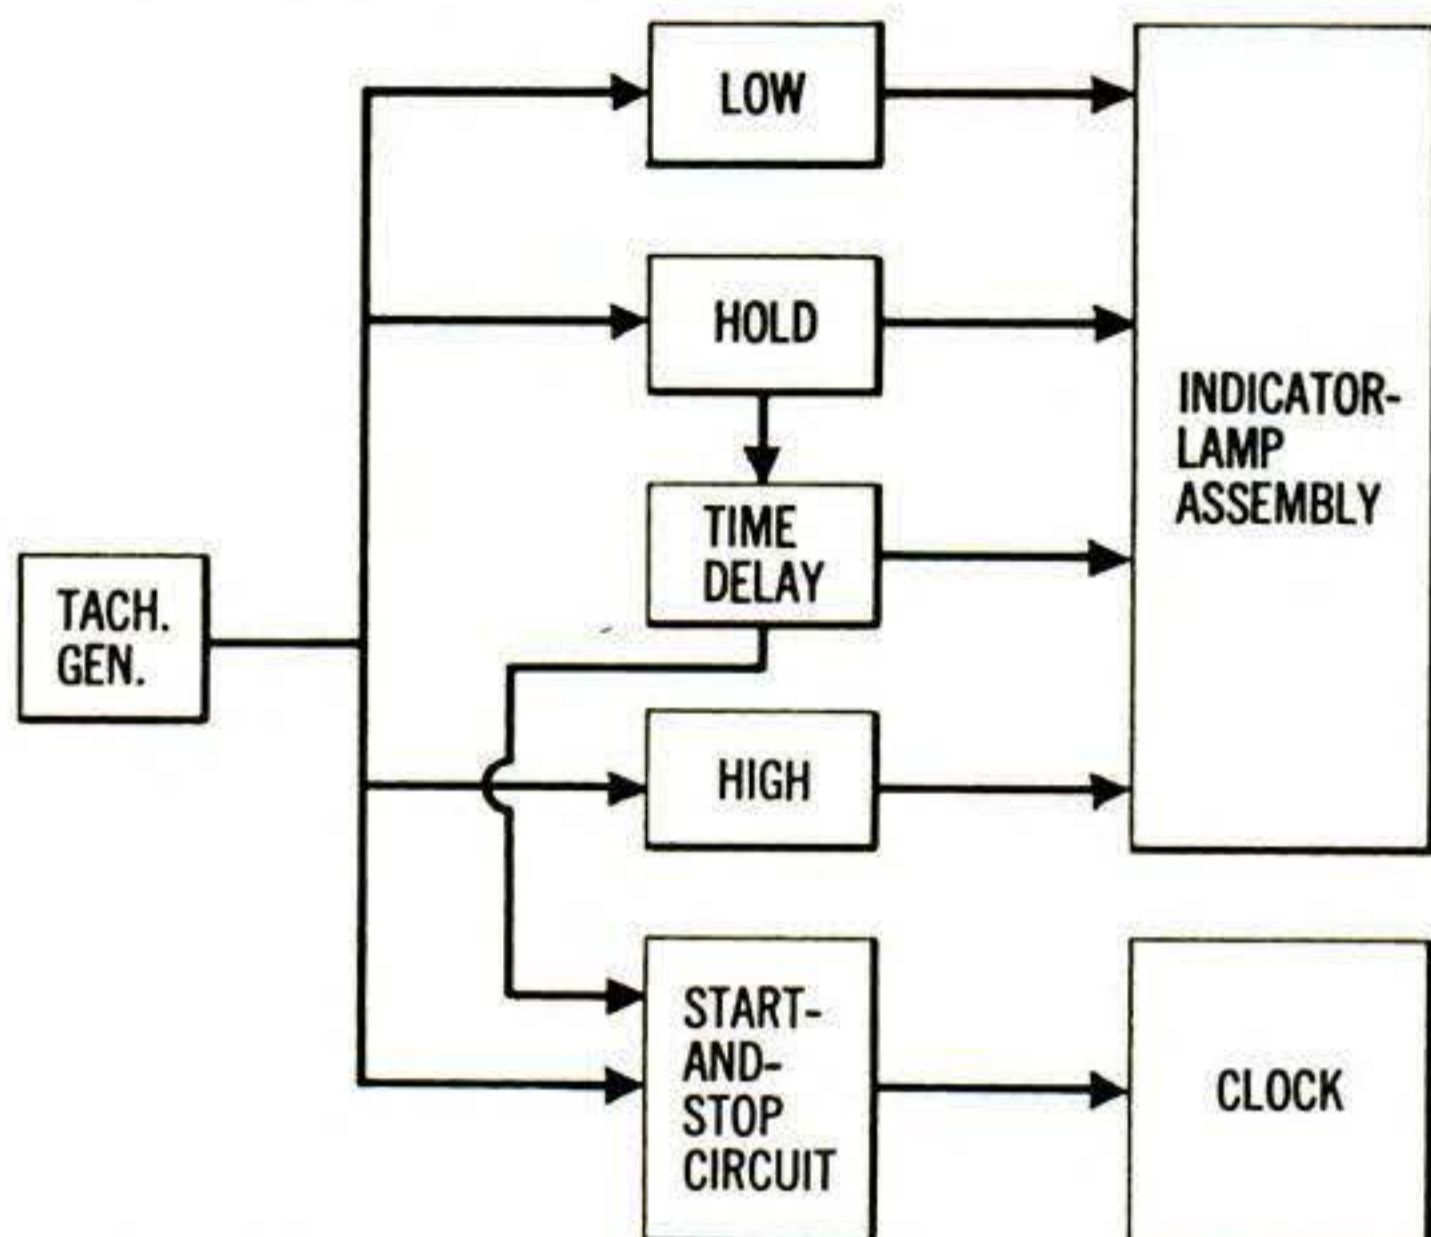 LOW
HOLD
TIME
DELAY
HIGH
TACH.
GEN.
INDICATOR-
LAMP
ASSEMBLY
START-
AND-
STOP
CIRCUIT
CLOCK